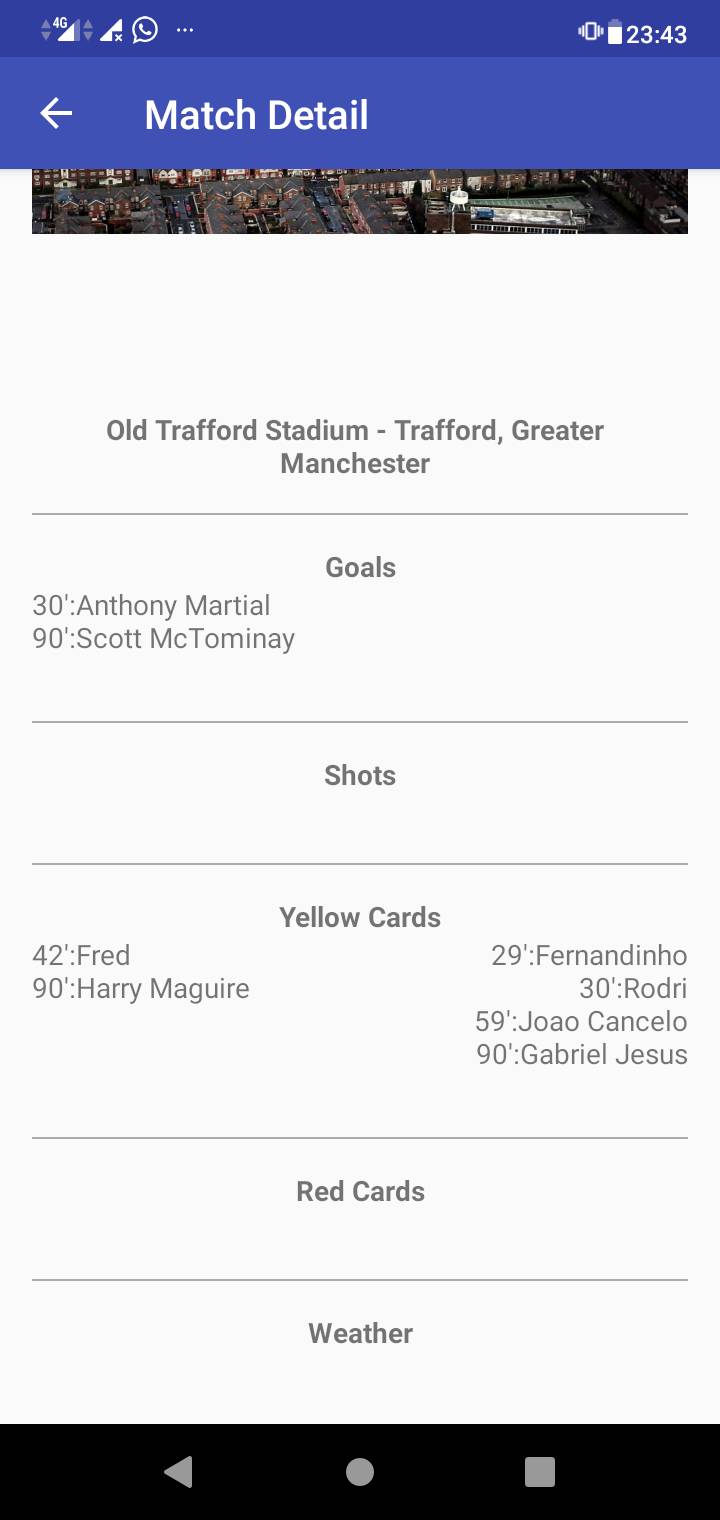 4G 23:43
Match Detail
Old Trafford Stadium - Trafford, Greater
Manchester
Goals
30':Anthony Martial
90':Scott McTominay
Shots
Yellow Cards
42':Fred 29':Fernandinho
90':Harry Maguire 30':Rodri
59':Joao Cancelo
90':Gabriel Jesus
Red Cards
Weather